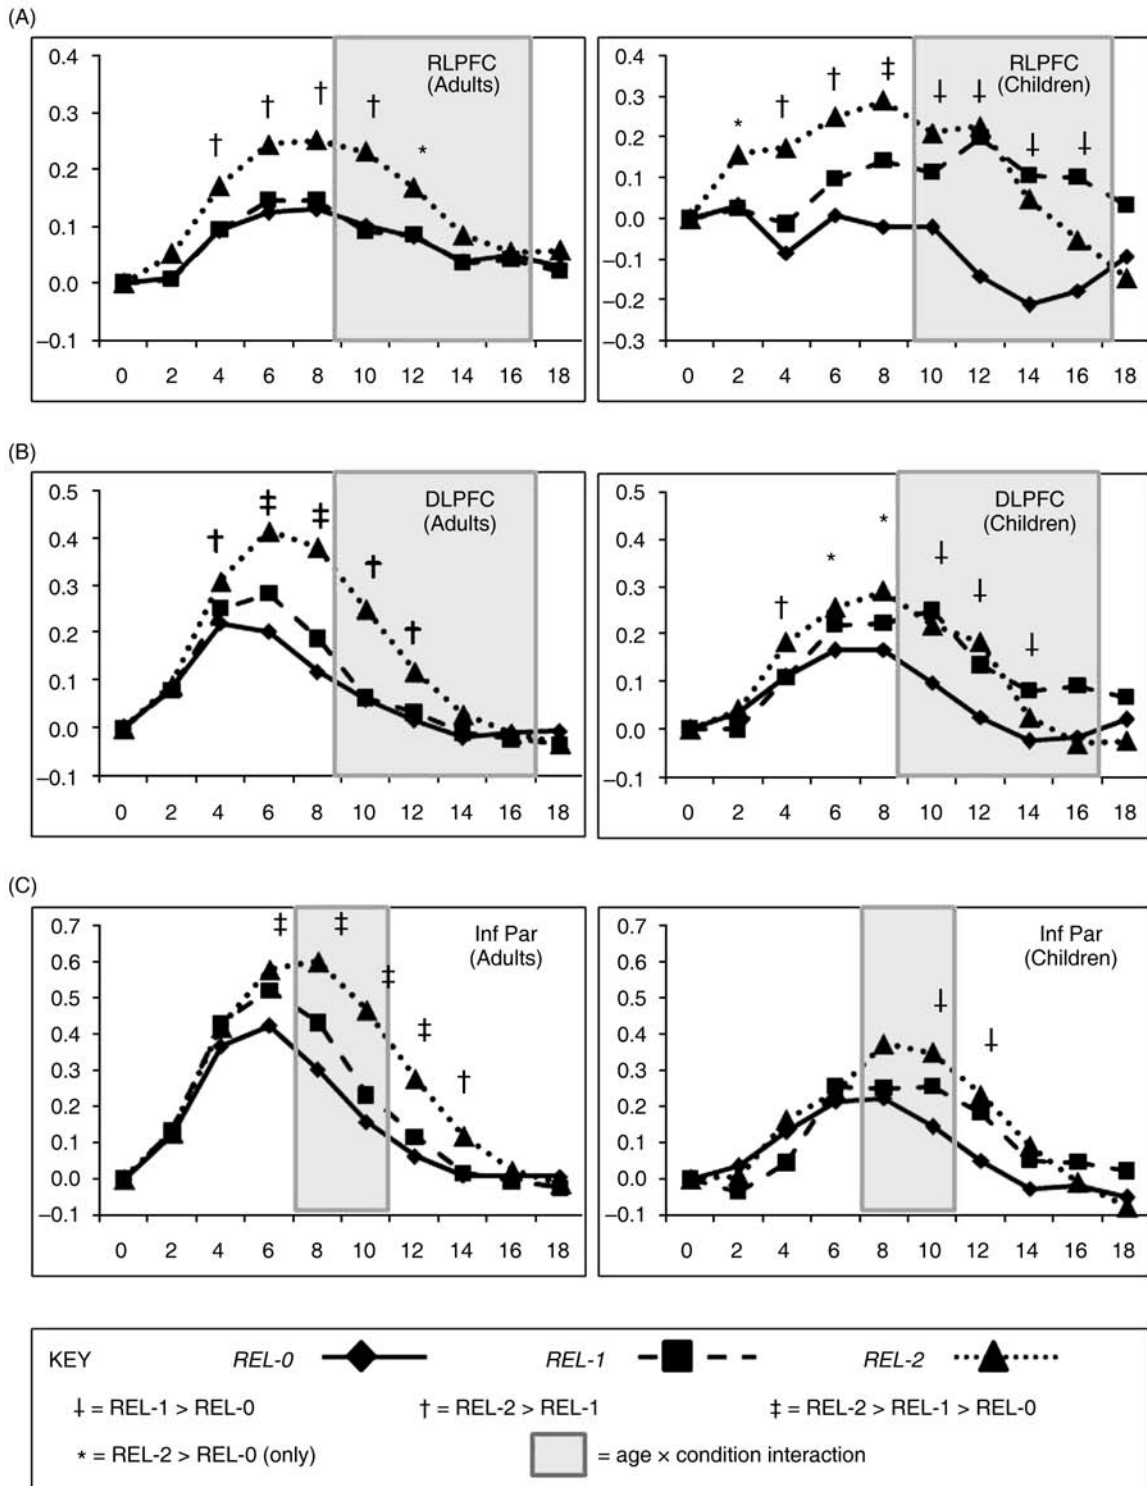 (A)
RLPFC
(Adults)
0.4
0.3
0.2
0.1
0.0
–0.1
† † † † *
0 2 4 6 8 10 12 14 16 18
RLPFC
(Children)
0.4
0.3
0.2
0.1
0.0
–0.1
–0.2
–0.3
* † † ‡ ⸸ ⸸ ⸸ ⸸
0 2 4 6 8 10 12 14 16 18
(B)
DLPFC
(Adults)
0.5
0.4
0.3
0.2
0.1
0.0
–0.1
† ‡ ‡ † †
0 2 4 6 8 10 12 14 16 18
DLPFC
(Children)
0.5
0.4
0.3
0.2
0.1
0.0
–0.1
† * * ⸸ ⸸ ⸸
0 2 4 6 8 10 12 14 16 18
(C)
Inf Par
(Adults)
0.7
0.6
0.5
0.4
0.3
0.2
0.1
0.0
–0.1
‡ ‡ ‡ ‡ †
0 2 4 6 8 10 12 14 16 18
Inf Par
(Children)
0.7
0.6
0.5
0.4
0.3
0.2
0.1
0.0
–0.1
⸸ ⸸
0 2 4 6 8 10 12 14 16 18
KEY REL-0 REL-1 REL-2
⸸ = REL-1 > REL-0 † = REL-2 > REL-1 ‡ = REL-2 > REL-1 > REL-0
* = REL-2 > REL-0 (only) = age × condition interaction